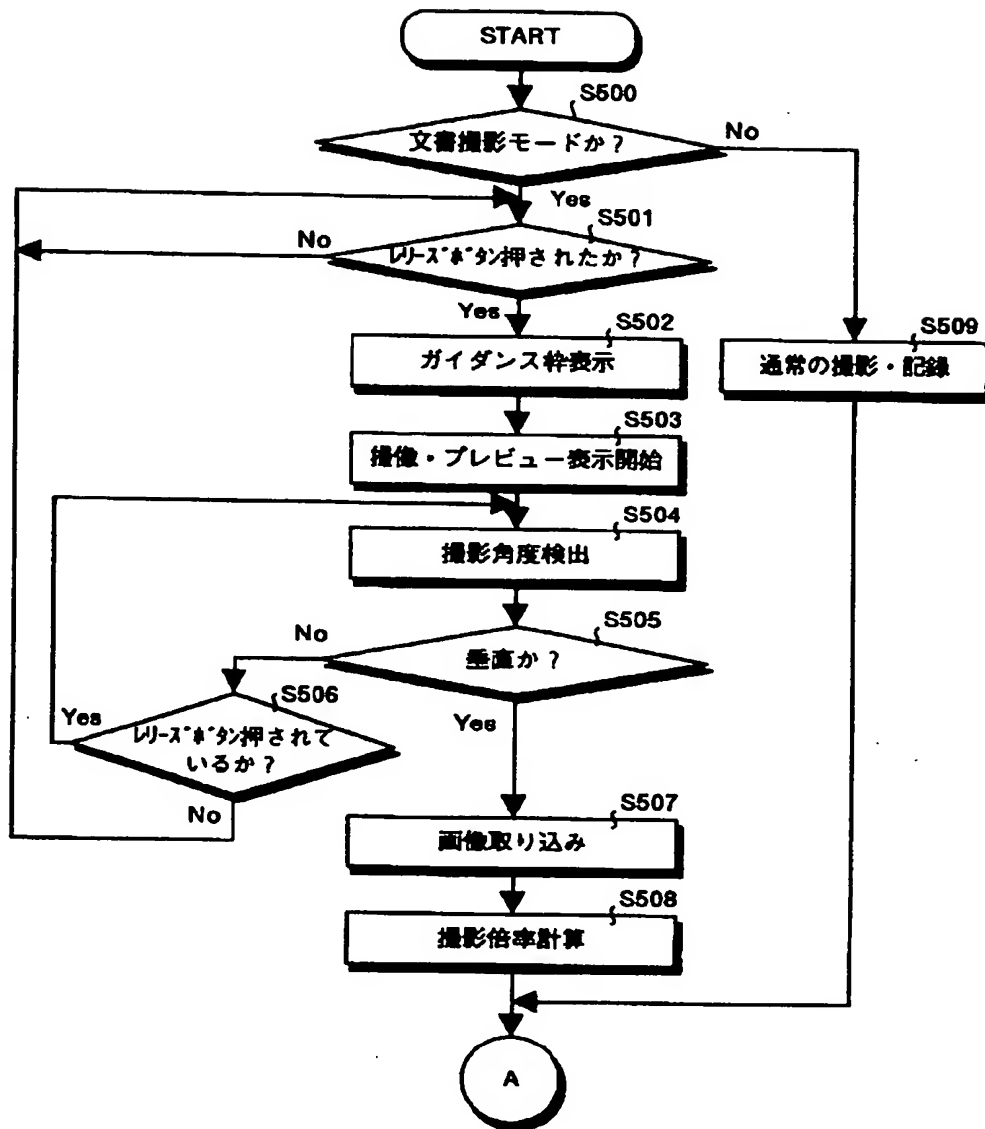 START
S500
文書撮影モードか？
No
Yes
S501
No
ﾚﾘｰｽﾞﾎﾞﾀﾝ押されたか？
Yes
S502
ガイダンス枠表示
S509
通常の撮影・記録
S503
撮像・プレビュー表示開始
S504
撮影角度検出
S505
No
垂直か？
Yes
S506
Yes
ﾚﾘｰｽﾞﾎﾞﾀﾝ押されて
いるか？
No
S507
画像取り込み
S508
撮影倍率計算
A